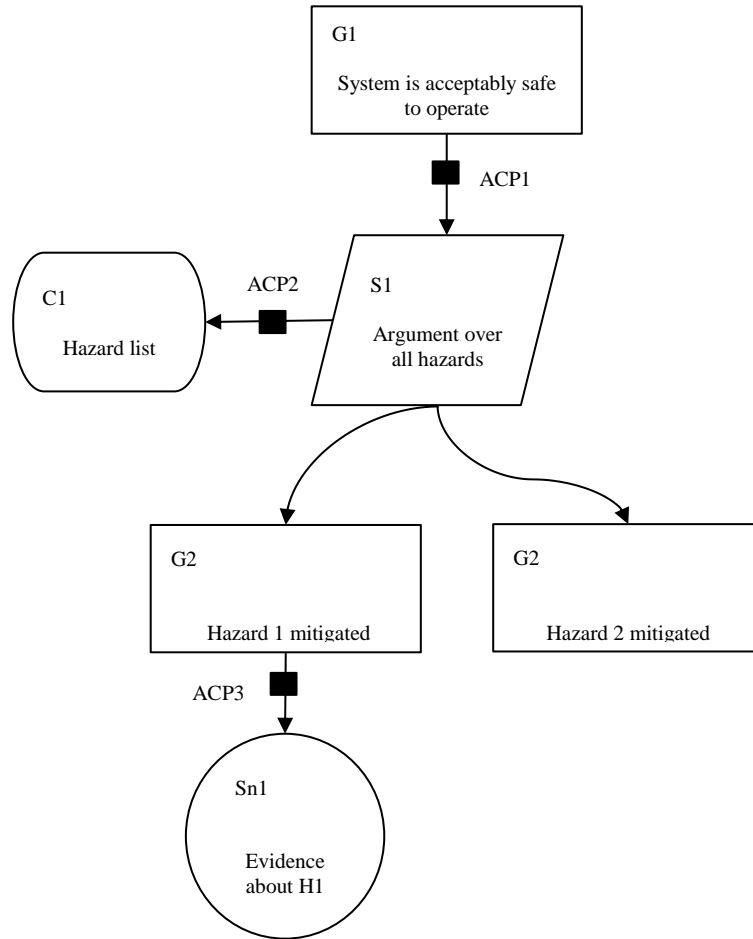 G1
System is acceptably safe
to operate
ACP1
ACP2
C1
Hazard list
S1
Argument over
all hazards
G2
Hazard 1 mitigated
G2
Hazard 2 mitigated
ACP3
Sn1
Evidence
about H1